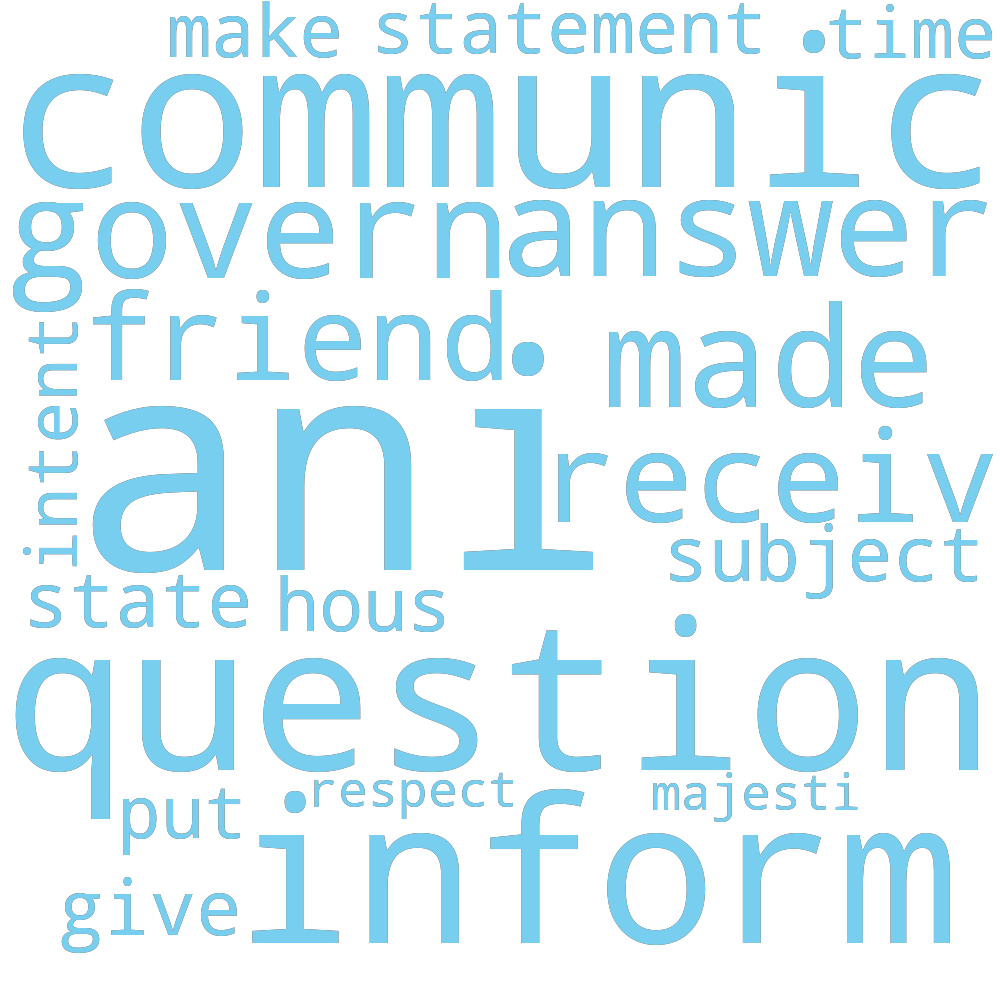 make statement time
communic
govern answer
friend
made
intent
ani
receiv
subject
state hous
question
respect majesti
put
inform
give